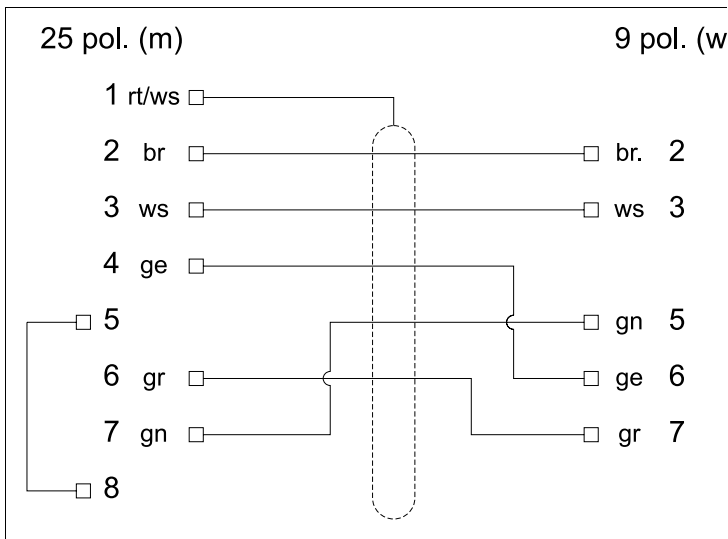 25 pol. (m) 9 pol. (w
1 rt/ws
2 br br. 2
3 ws ws 3
4 ge
5 gn 5
6 gr ge 6
7 gn gr 7
8